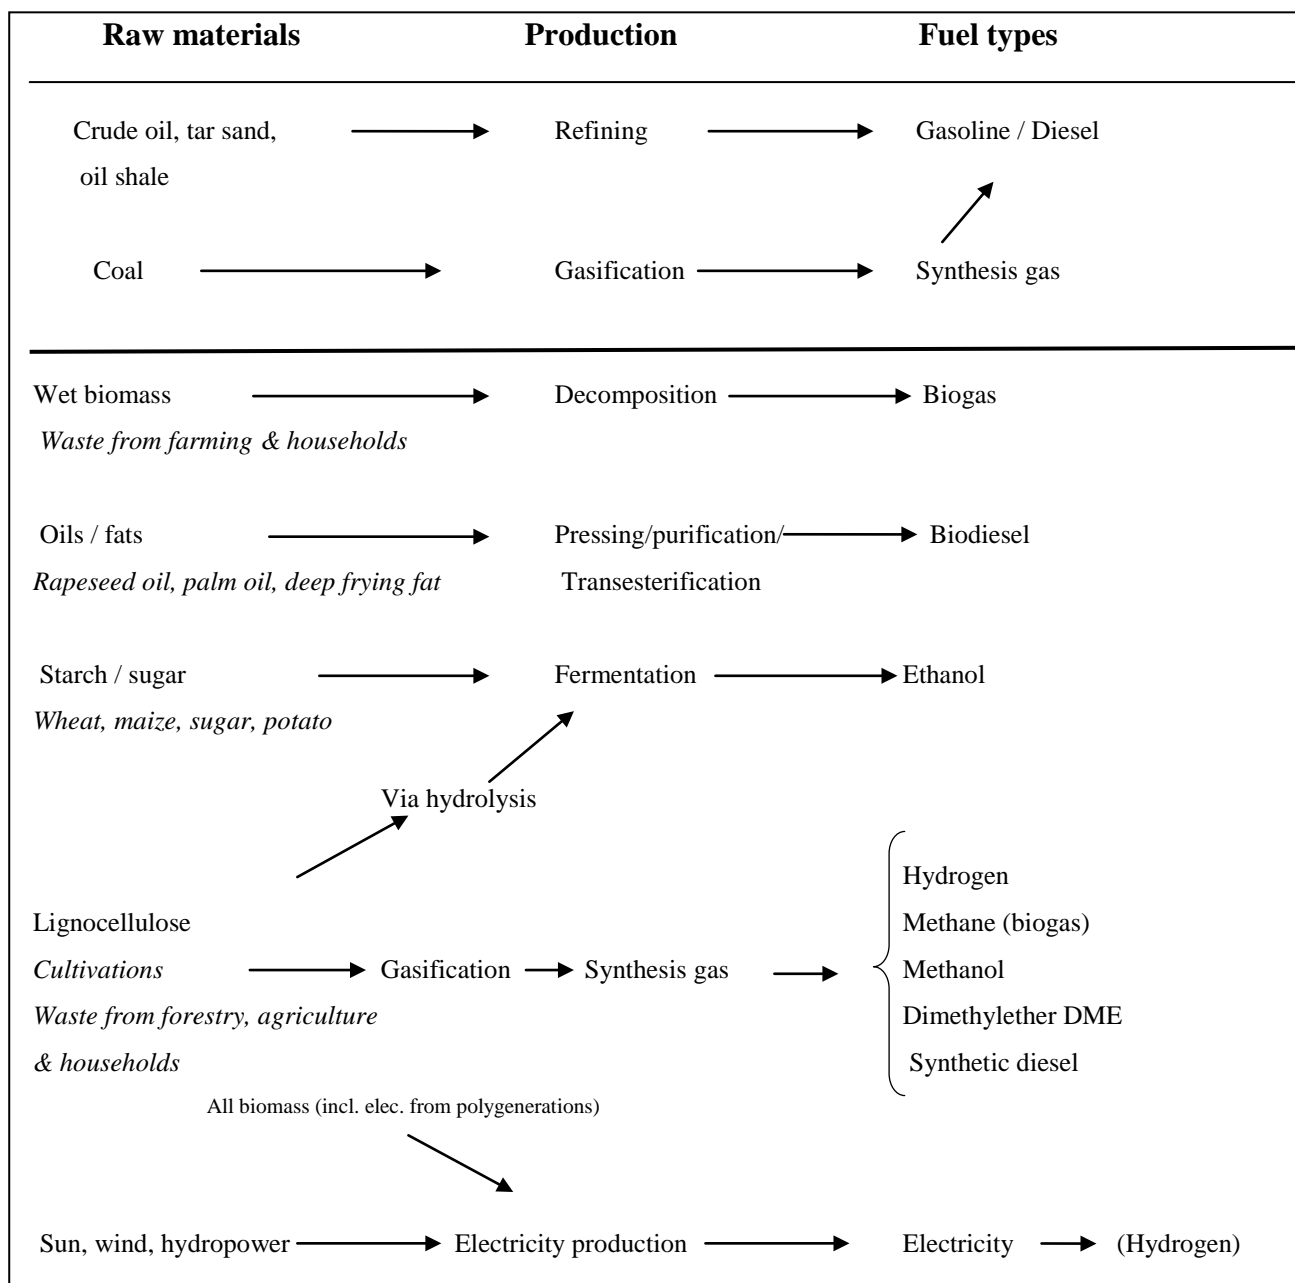 Raw materials Production Fuel types
Crude oil, tar sand, Refining Gasoline / Diesel
oil shale
Coal Gasification Synthesis gas
Wet biomass Decomposition Biogas
Waste from farming & households
Oils / fats Pressing/purification/ Biodiesel
Rapeseed oil, palm oil, deep frying fat Transesterification
Starch / sugar Fermentation Ethanol
Wheat, maize, sugar, potato
Via hydrolysis
Hydrogen
Lignocellulose Methane (biogas)
Cultivations Gasification Synthesis gas Methanol
Waste from forestry, agriculture Dimethylether DME
& households Synthetic diesel
All biomass (incl. elec. from polygenerations)
Sun, wind, hydropower Electricity production Electricity (Hydrogen)